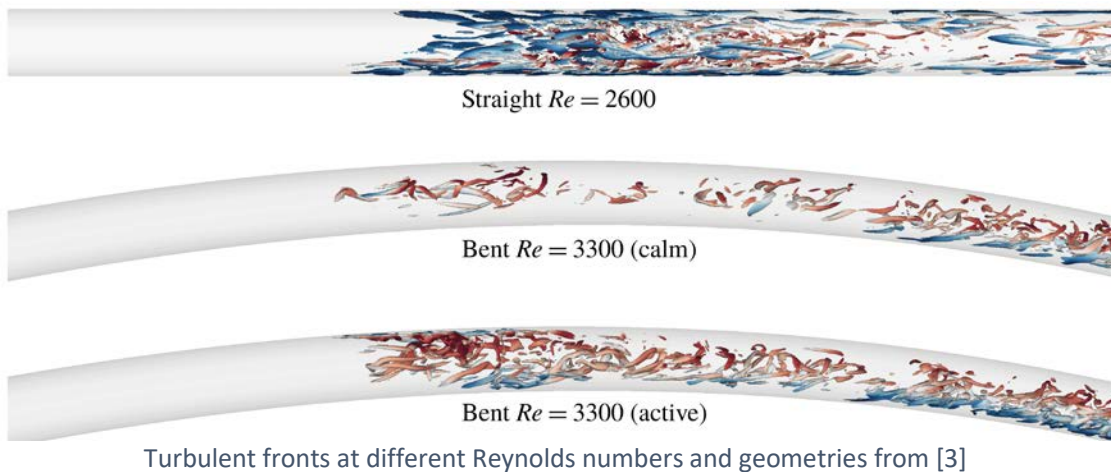 Straight Re = 2600
Bent Re = 3300 (calm)
Bent Re = 3300 (active)
Turbulent fronts at different Reynolds numbers and geometries from [3]